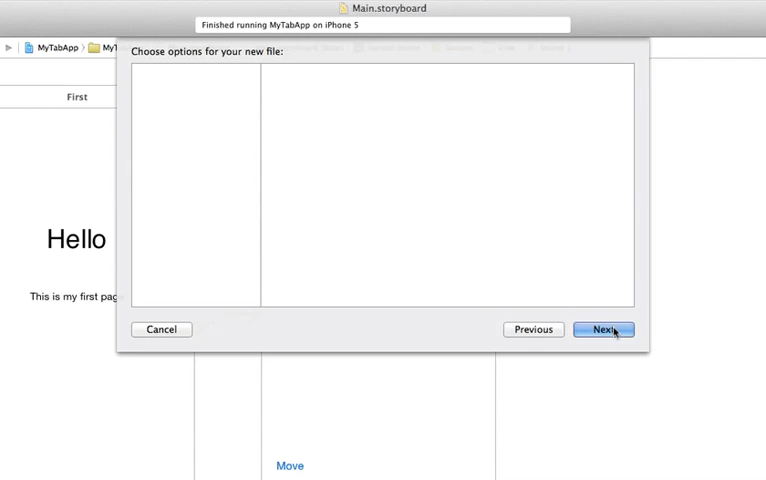 Main.storyboard
Finished running MyTabApp on iPhone 5
MyTabApp
Choose options for your new file:
First
Hello
This is my first
Cancel
Previous
Next
Move